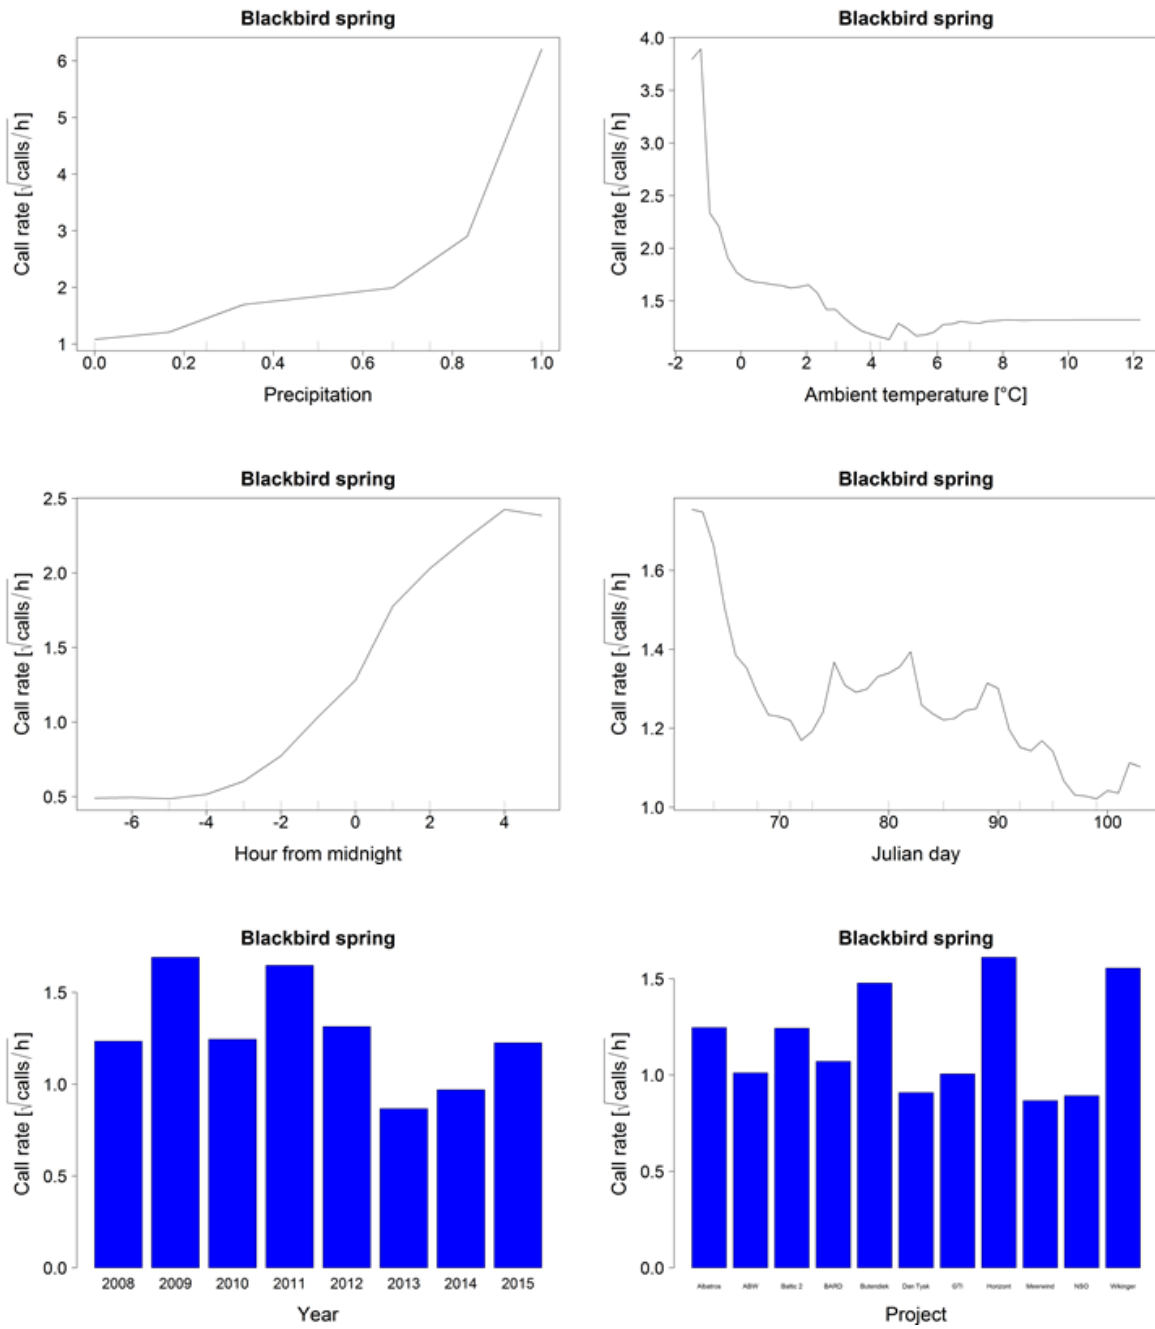 Blackbird spring
Call rate [√calls/h]
6
5
4
3
2
1
0.0 0.2 0.4 0.6 0.8 1.0
Precipitation
Blackbird spring
Call rate [√calls/h]
4.0
3.5
3.0
2.5
2.0
1.5
-2 0 2 4 6 8 10 12
Ambient temperature [°C]
Blackbird spring
Call rate [√calls/h]
2.5
2.0
1.5
1.0
0.5
-6 -4 -2 0 2 4
Hour from midnight
Blackbird spring
Call rate [√calls/h]
1.6
1.4
1.2
1.0
70 80 90 100
Julian day
Blackbird spring
Call rate [√calls/h]
1.5
1.0
0.5
0.0
2008 2009 2010 2011 2012 2013 2014 2015
Year
Blackbird spring
Call rate [√calls/h]
1.5
1.0
0.5
0.0
Albatros ABW Baltic 2 BARD Butendiek Dan Tysk GTI Horizont Meerwind NSO Wikinger
Project